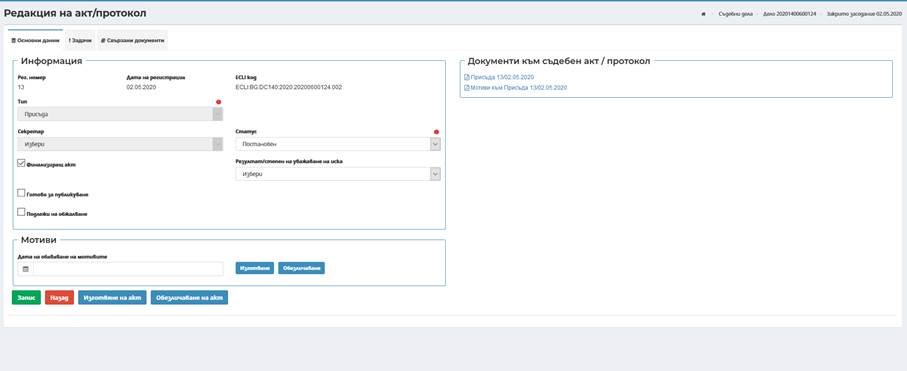 Редакция на акт/протокол
Съдебни дела
Дело 20201400600124
Закрито заседание 02.05.2020
Основни данни
! Задачи
Свързани документи
Информация
Рег. номер
Дата на регистрация
ECLI код
13
02.05.2020
ECLI:BG:DC140:2020:20200600124.002
Тип
Присъда
Секретар
Статус
Избери
Постановен
Финализиращ акт
Резултат/степен на уважаване на иска
Избери
Готово за публикуване
Подлежи на обжалване
Мотиви
Дата на обявяване на мотивите
Изготвяне
Обезличаване
Запис
Назад
Изготвяне на акт
Обезличаване на акт
Документи към съдебен акт / протокол
Присъда 13/02.05.2020
Мотиви към Присъда 13/02.05.2020